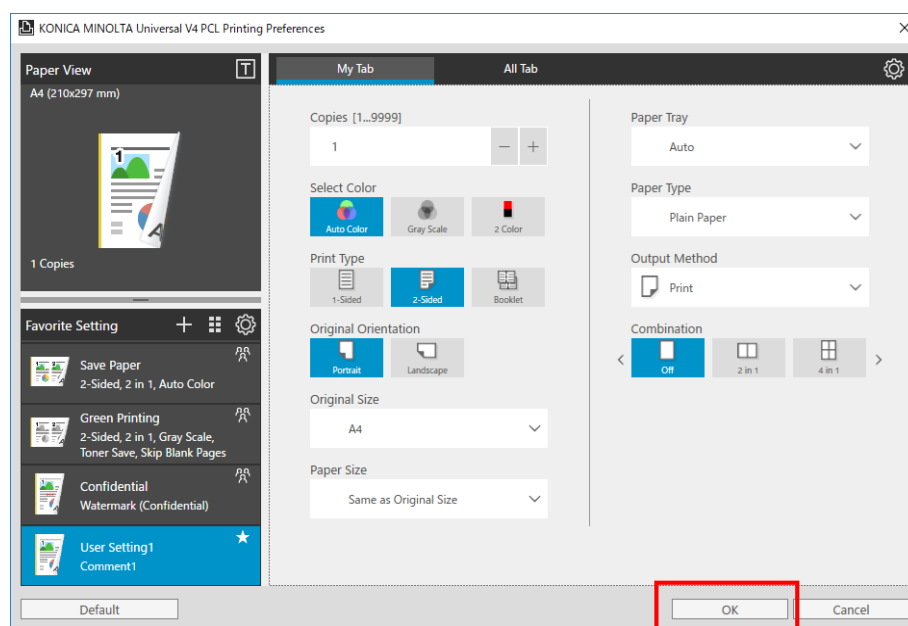 KONICA MINOLTA Universal V4 PCL Printing Preferences
Paper View
T
A4 (210x297 mm)
1
A
1 Copies
Favorite Setting
Save Paper
2-Sided, 2 in 1, Auto Color
Green Printing
2-Sided, 2 in 1, Gray Scale,
Toner Save, Skip Blank Pages
Confidential
Watermark (Confidential)
User Setting1
Comment1
My Tab
All Tab
Copies [1...9999]
1
Select Color
Auto Color
Gray Scale
2 Color
Print Type
1-Sided
2-Sided
Booklet
Original Orientation
Portrait
Landscape
Original Size
A4
Paper Size
Same as Original Size
Paper Tray
Auto
Paper Type
Plain Paper
Output Method
Print
Combination
Off
2 in 1
4 in 1
Default
OK
Cancel